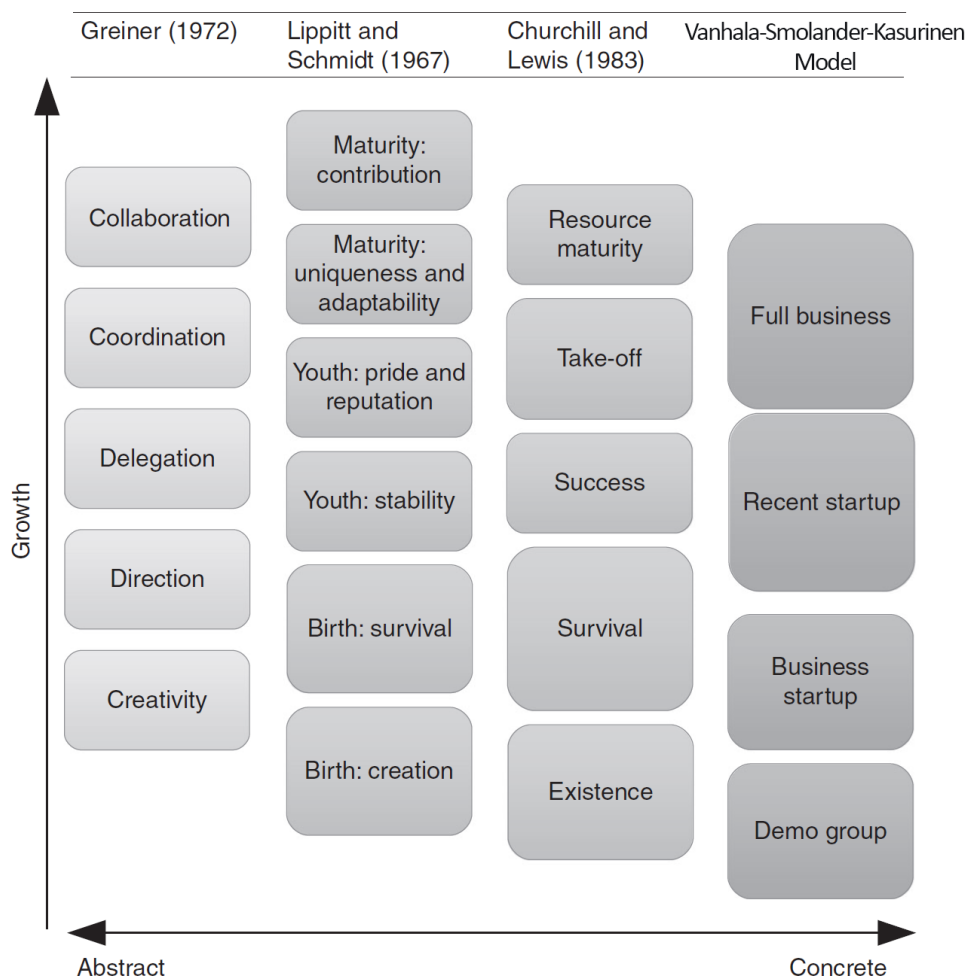 Greiner (1972)
Lippitt and
Schmidt (1967)
Churchill and
Lewis (1983)
Vanhala-Smolander-Kasurinen
Model
Growth
Collaboration
Coordination
Delegation
Direction
Creativity
Maturity:
contribution
Maturity:
uniqueness and
adaptability
Youth: pride and
reputation
Youth: stability
Birth: survival
Birth: creation
Resource
maturity
Take-off
Success
Survival
Existence
Full business
Recent startup
Business
startup
Demo group
Abstract
Concrete